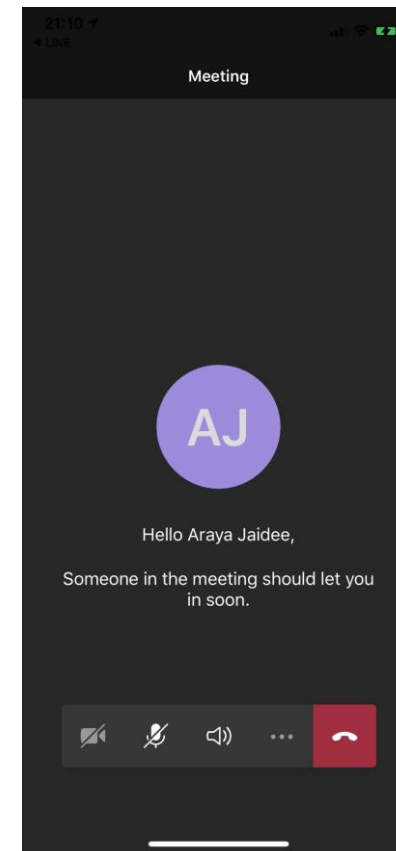 21:10
LINE
Meeting
AJ
Hello Araya Jaidee,
Someone in the meeting should let you
in soon.